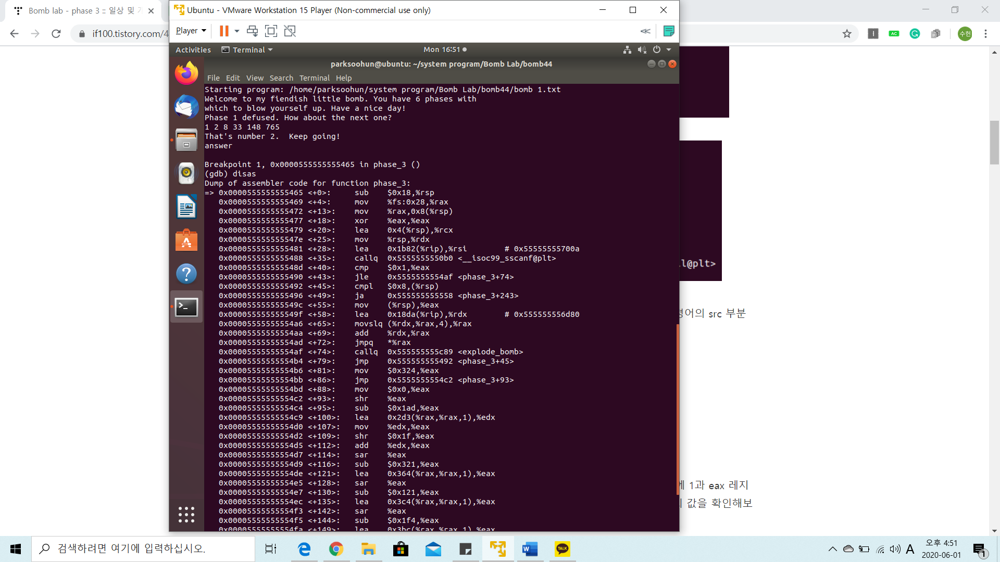 Bomb lab - phase 3 :: 일상 및
if100.tistory.com/4
수헌
Ubuntu - VMware Workstation 15 Player (Non-commercial use only)
Player
Activities Terminal Mon 16:51
parksoohun@ubuntu: ~/system program/Bomb Lab/bomb44
File Edit View Search Terminal Help
Starting program: /home/parksoohun/system program/Bomb Lab/bomb44/bomb 1.txt
Welcome to my fiendish little bomb. You have 6 phases with
which to blow yourself up. Have a nice day!
Phase 1 defused. How about the next one?
1 2 8 33 148 765
That's number 2.  Keep going!
answer
Breakpoint 1, 0x0000555555555465 in phase_3 ()
(gdb) disas
Dump of assembler code for function phase_3:
=> 0x0000555555555465 <+0>:     sub    $0x18,%rsp
0x0000555555555469 <+4>:     mov    %fs:0x28,%rax
0x0000555555555472 <+13>:    mov    %rax,0x8(%rsp)
0x0000555555555477 <+18>:    xor    %eax,%eax
0x0000555555555479 <+20>:    lea    0x4(%rsp),%rcx
0x000055555555547e <+25>:    mov    %rsp,%rdx
0x0000555555555481 <+28>:    lea    0x1b82(%rip),%rsi        # 0x55555555700a
0x0000555555555488 <+35>:    callq  0x5555555550b0 <__isoc99_sscanf@plt>
0x000055555555548d <+40>:    cmp    $0x1,%eax
0x0000555555555490 <+43>:    jle    0x5555555554af <phase_3+74>
0x0000555555555492 <+45>:    cmpl   $0x8,(%rsp)
0x0000555555555496 <+49>:    ja     0x555555555558 <phase_3+243>
0x000055555555549c <+55>:    mov    (%rsp),%eax
0x000055555555549f <+58>:    lea    0x18da(%rip),%rdx        # 0x555555556d80
0x00005555555554a6 <+65>:    movslq (%rdx,%rax,4),%rax
0x00005555555554aa <+69>:    add    %rdx,%rax
0x00005555555554ad <+72>:    jmpq   *%rax
0x00005555555554af <+74>:    callq  0x555555555c89 <explode_bomb>
0x00005555555554b4 <+79>:    jmp    0x555555555492 <phase_3+45>
0x00005555555554b6 <+81>:    mov    $0x324,%eax
0x00005555555554bb <+86>:    jmp    0x5555555554c2 <phase_3+93>
0x00005555555554bd <+88>:    mov    $0x0,%eax
0x00005555555554c2 <+93>:    shr    %eax
0x00005555555554c4 <+95>:    sub    $0x1ad,%eax
0x00005555555554c9 <+100>:   lea    0x2d3(%rax,%rax,1),%edx
0x00005555555554d0 <+107>:   mov    %edx,%eax
0x00005555555554d2 <+109>:   shr    $0x1f,%eax
0x00005555555554d5 <+112>:   add    %edx,%eax
0x00005555555554d7 <+114>:   sar    %eax
0x00005555555554d9 <+116>:   sub    $0x321,%eax
0x00005555555554de <+121>:   lea    0x364(%rax,%rax,1),%eax
0x00005555555554e5 <+128>:   sar    %eax
0x00005555555554e7 <+130>:   sub    $0x121,%eax
0x00005555555554ec <+135>:   lea    0x3c4(%rax,%rax,1),%eax
0x00005555555554f3 <+142>:   sar    %eax
0x00005555555554f5 <+144>:   sub    $0x1f4,%eax
0x00005555555554fa <+149>:   lea    0x3bc(%rax,%rax,1),%eax
l@plt>
src 부분
1과 eax 레지
값을 확인해보
검색하려면 여기에 입력하십시오.
TALK
A
오후 4:51
2020-06-01
1